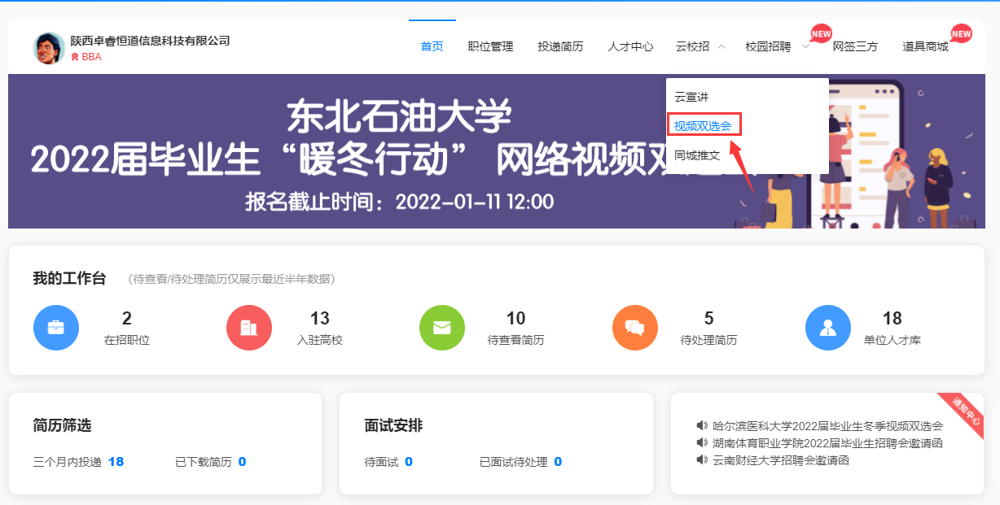 陕西卓睿恒道信息科技有限公司
BBA
首页 职位管理 投递简历 人才中心 云校招 校园招聘 NEW 网签三方 道具商城 NEW
云宣讲
视频双选会
同城推文
东北石油大学
2022届毕业生“暖冬行动” 网络视频双
报名截止时间：2022-01-11 12:00
我的工作台 (待查看/待处理简历仅展示最近半年数据)
2 13 10 5 18
在招职位 入驻高校 待查看简历 待处理简历 单位人才库
简历筛选
三个月内投递 18 已下载简历 0
面试安排
待面试 0 已面试待处理 0
通知中心
哈尔滨医科大学2022届毕业生冬季视频双选会
湖南体育职业学院2022届毕业生招聘会邀请函
云南财经大学招聘会邀请函